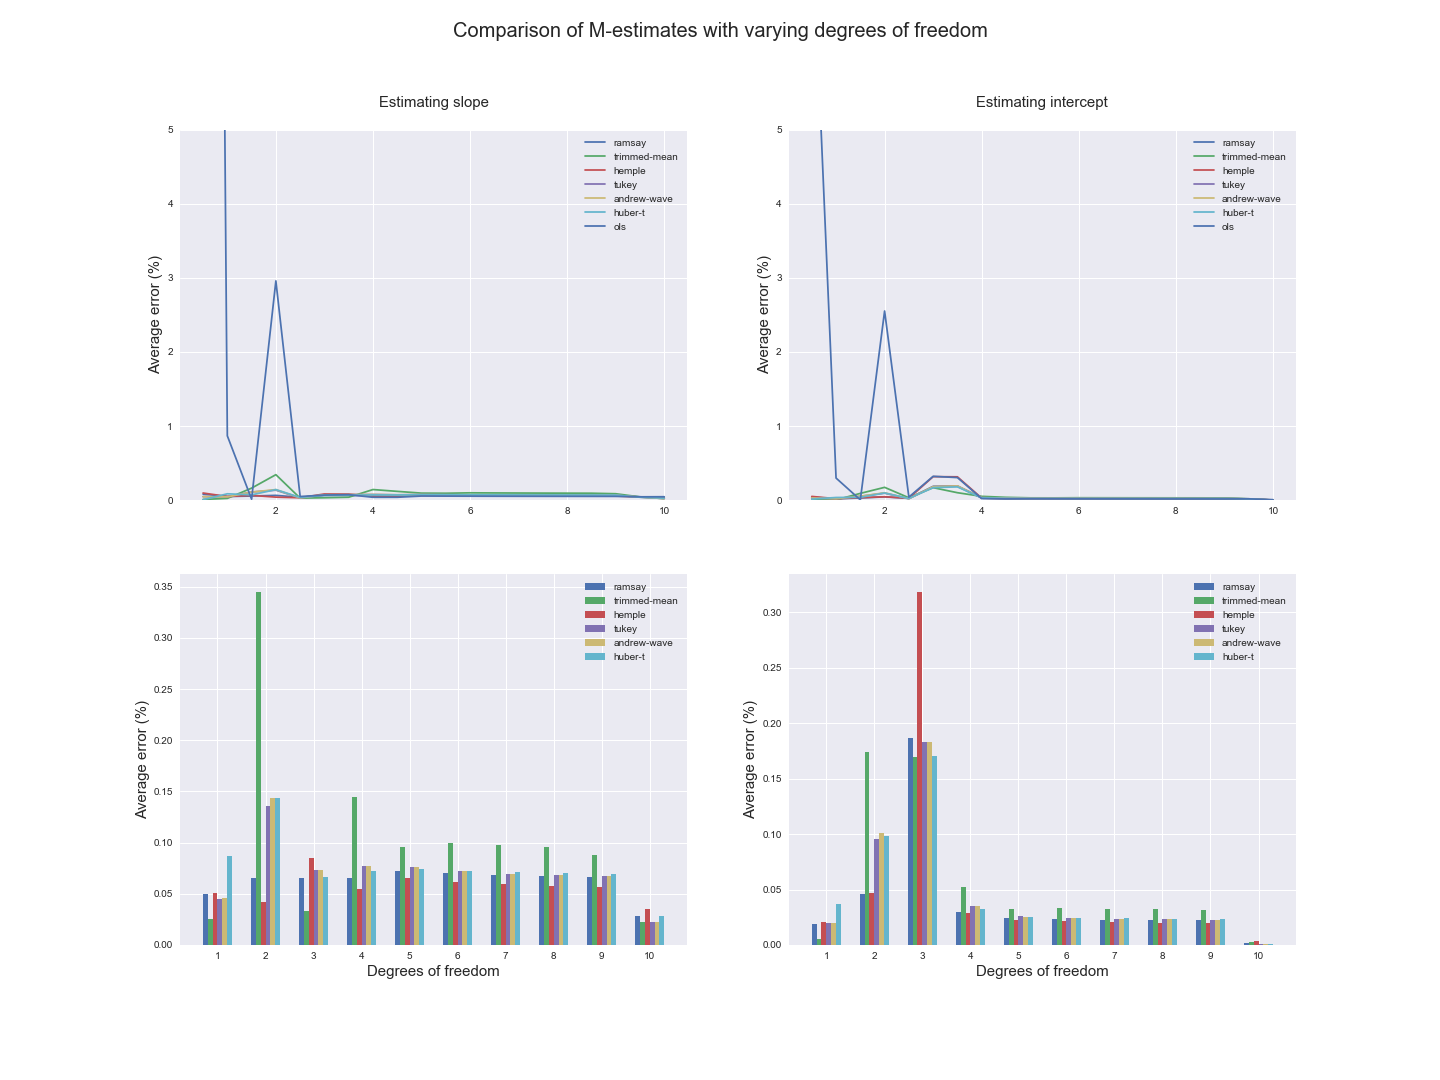 Comparison of M-estimates with varying degrees of freedom
Estimating slope
Average error (%)
5
4
3
2
1
0
2
4
6
8
10
ramsay
trimmed-mean
hemple
tukey
andrew-wave
huber-t
ols
Estimating intercept
Average error (%)
5
4
3
2
1
0
2
4
6
8
10
ramsay
trimmed-mean
hemple
tukey
andrew-wave
huber-t
ols
Average error (%)
0.35
0.30
0.25
0.20
0.15
0.10
0.05
0.00
1
2
3
4
5
6
7
8
9
10
Degrees of freedom
ramsay
trimmed-mean
hemple
tukey
andrew-wave
huber-t
Average error (%)
0.30
0.25
0.20
0.15
0.10
0.05
0.00
1
2
3
4
5
6
7
8
9
10
Degrees of freedom
ramsay
trimmed-mean
hemple
tukey
andrew-wave
huber-t